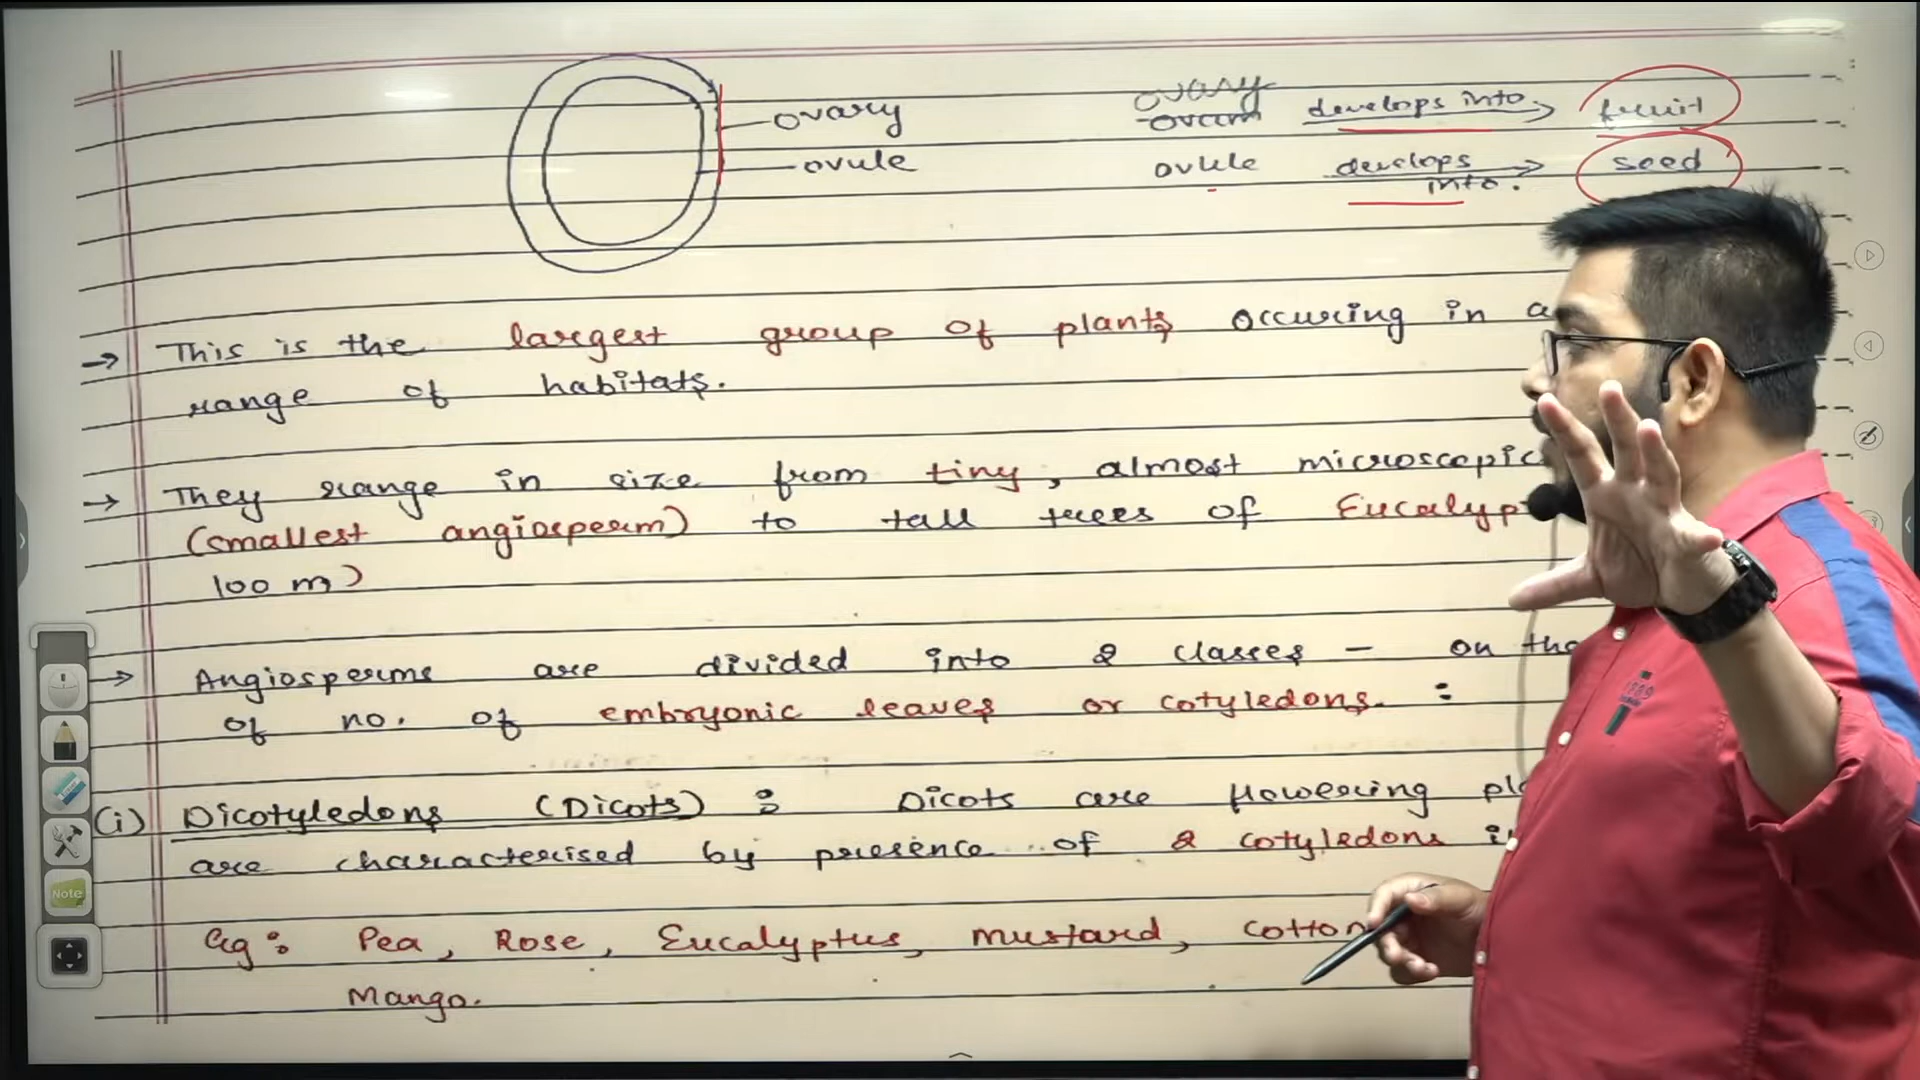 ovary
ovule
ovary
ovum develops into fruit
ovule develops into. seed
→ This is the largest group of plants occuring in a
range of habitats.
→ They range in size from tiny, almost microscopic
(smallest angiosperm) to tall trees of Eucalyp
100 m)
→ Angiosperms are divided into 2 classes - on the
of no. of embryonic leaves or cotyledons. :
(i) Dicotyledons (Dicots) : Dicots are flowering pl
are characterised by presence of 2 cotyledons i
Eg: Pea, Rose, Eucalyptus, mustard, cotton
Mango.
Note